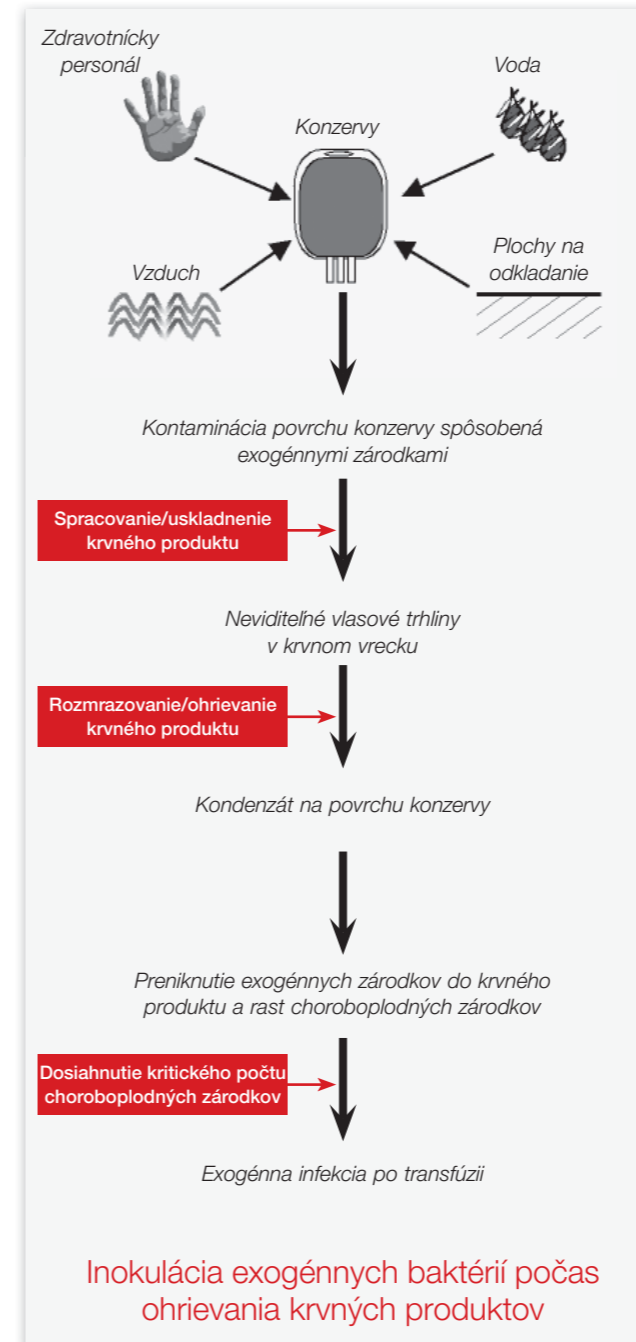 Zdravotnícky
personál
Voda
Konzervy
Vzduch
Plochy na
odkladanie
Kontaminácia povrchu konzervy spôsobená
exogénnymi zárodkami
Spracovanie/uskladnenie
krvného produktu
Neviditeľné vlasové trhliny
v krvnom vrecku
Rozmrazovanie/ohrievanie
krvného produktu
Kondenzát na povrchu konzervy
Preniknutie exogénnych zárodkov do krvného
produktu a rast choroboplodných zárodkov
Dosiahnutie kritického počtu
choroboplodných zárodkov
Exogénna infekcia po transfúzii
Inokulácia exogénnych baktérií počas
ohrievania krvných produktov